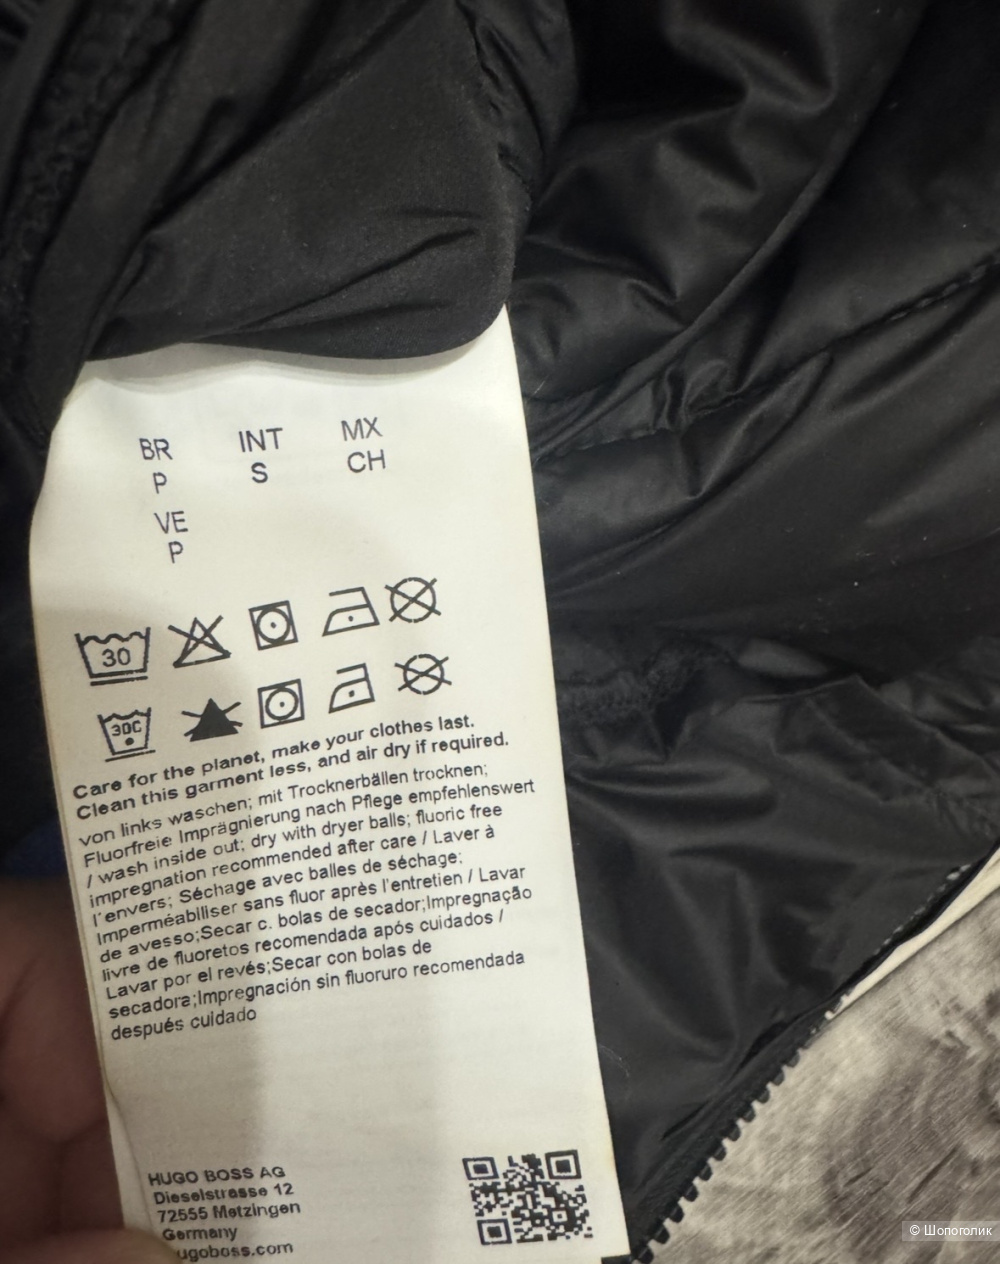 BR INT MX
P S CH
VE
P
30
30C
Care for the planet, make your clothes last.
Clean this garment less, and air dry if required.
von links waschen; mit Trocknerbällen trocknen;
Fluorfreie Imprägnierung nach Pflege empfehlenswert
/ wash inside out; dry with dryer balls; fluoric free
impregnation recommended after care / Laver à
l'envers; Séchage avec balles de séchage;
Imperméabiliser sans fluor après l'entretien / Lavar
de avesso;Secar c. bolas de secador;Impregnação
livre de fluoretos recomendada após cuidados /
Lavar por el revés;Secar con bolas de
secadora;Impregnación sin fluoruro recomendada
después cuidado
HUGO BOSS AG
Dieselstrasse 12
72555 Metzingen
Germany
ugoboss.com
© Шопоголик